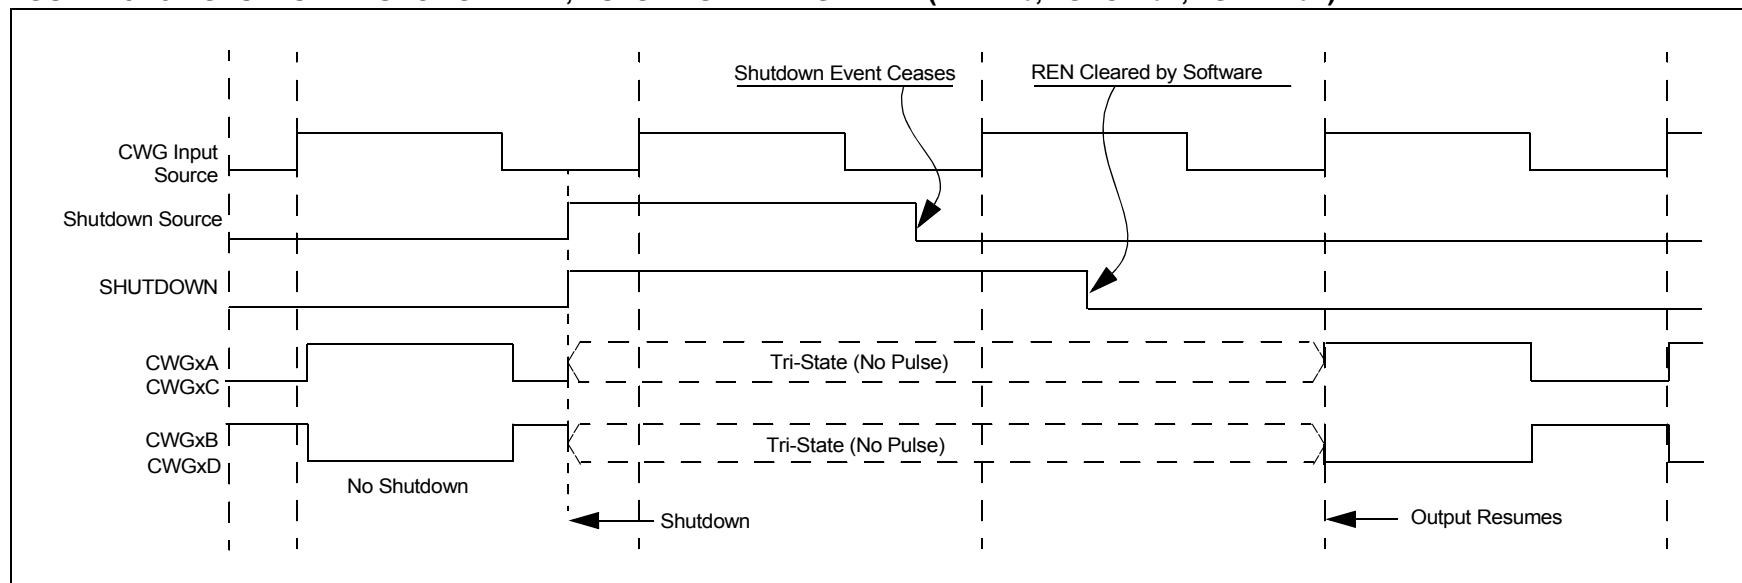 Shutdown Event Ceases
REN Cleared by Software
CWG Input
Source
Shutdown Source
SHUTDOWN
CWGxA
CWGxC
Tri-State (No Pulse)
CWGxB
CWGxD
Tri-State (No Pulse)
No Shutdown
Shutdown
Output Resumes